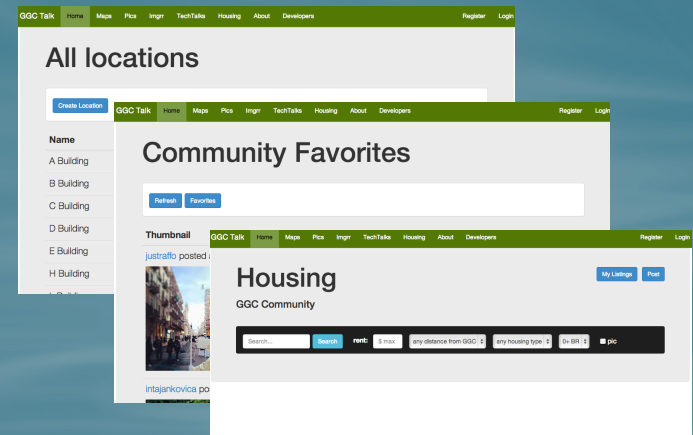 GGC Talk Home Maps Pics Imgrr TechTalks Housing About Developers Register Login
All locations
Create Location
Name
A Building
B Building
C Building
D Building
E Building
H Building
GGC Talk Home Maps Pics Imgrr TechTalks Housing About Developers Register Login
Community Favorites
Refresh Favorites
Thumbnail
justraffo posted
intajankovica po
GGC Talk Home Maps Pics Imgrr TechTalks Housing About Developers Register Login
Housing
My Listings Post
GGC Community
Search... Search rent: $ max any distance from GGC any housing type 0+ BR pic